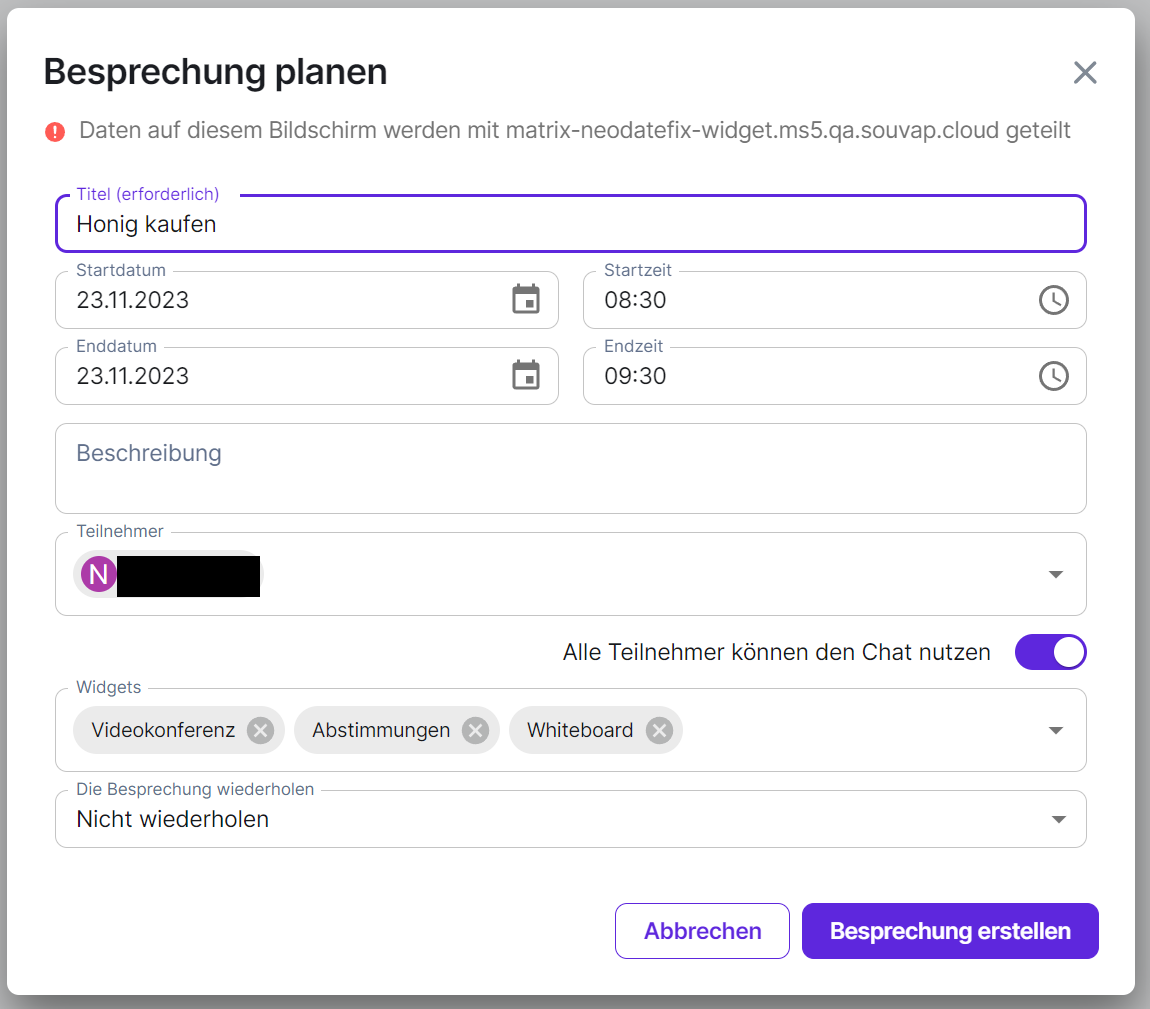 Besprechung planen
Daten auf diesem Bildschirm werden mit matrix-neodatefix-widget.ms5.qa.souvap.cloud geteilt
Titel (erforderlich)
Honig kaufen
Startdatum
23.11.2023
Startzeit
08:30
Enddatum
23.11.2023
Endzeit
09:30
Beschreibung
Teilnehmer
N
Alle Teilnehmer können den Chat nutzen
Widgets
Videokonferenz
Abstimmungen
Whiteboard
Die Besprechung wiederholen
Nicht wiederholen
Abbrechen
Besprechung erstellen